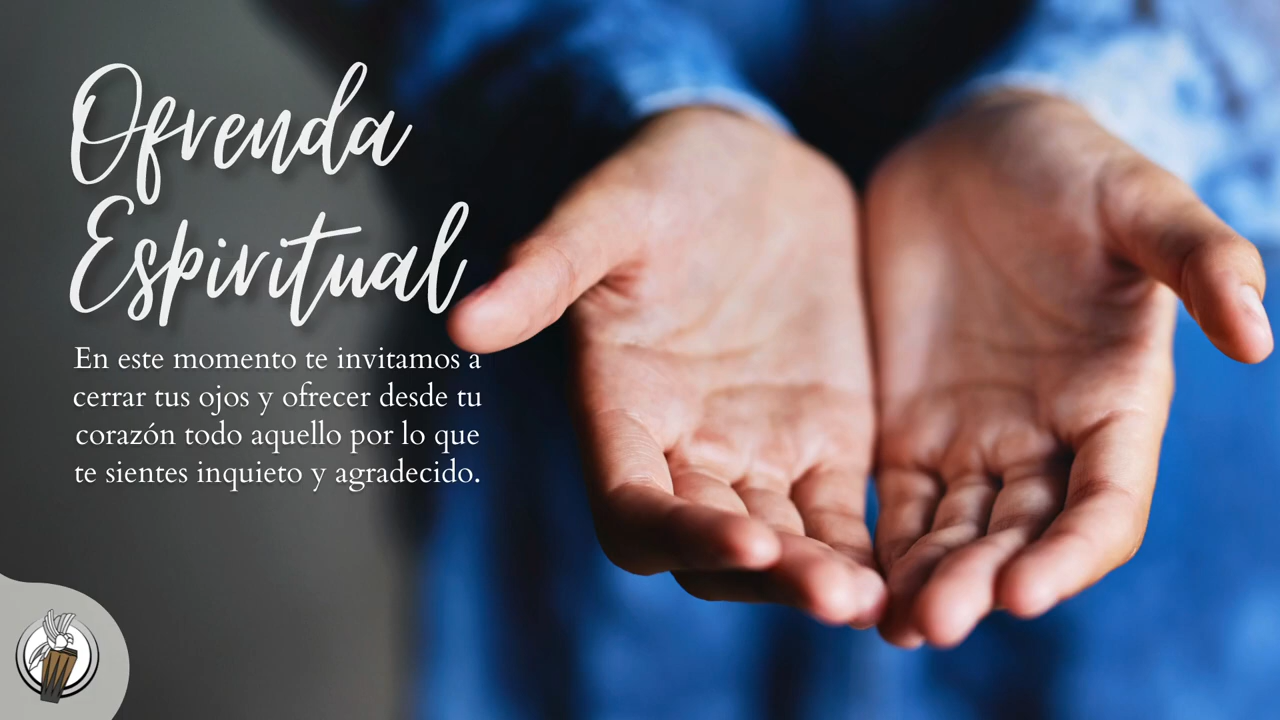 Ofrenda
Espiritual
En este momento te invitamos a
cerrar tus ojos y ofrecer desde tu
corazón todo aquello por lo que
te sientes inquieto y agradecido.